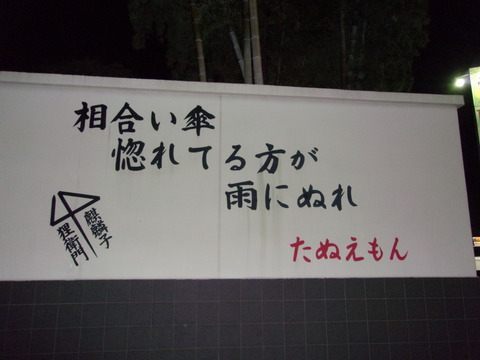 相合い傘
惚れてる方が
雨にぬれ
麒麟子
狸衛門
たぬえもん